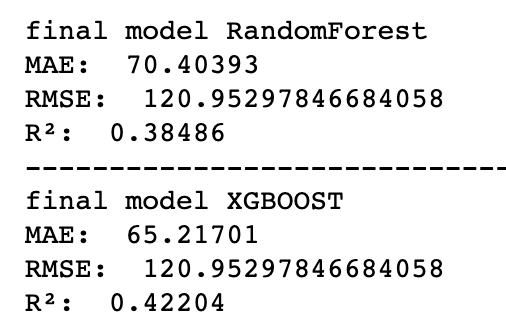 final model RandomForest
MAE:  70.40393
RMSE:  120.95297846684058
R²:  0.38486
------------------------------
final model XGBOOST
MAE:  65.21701
RMSE:  120.95297846684058
R²:  0.42204